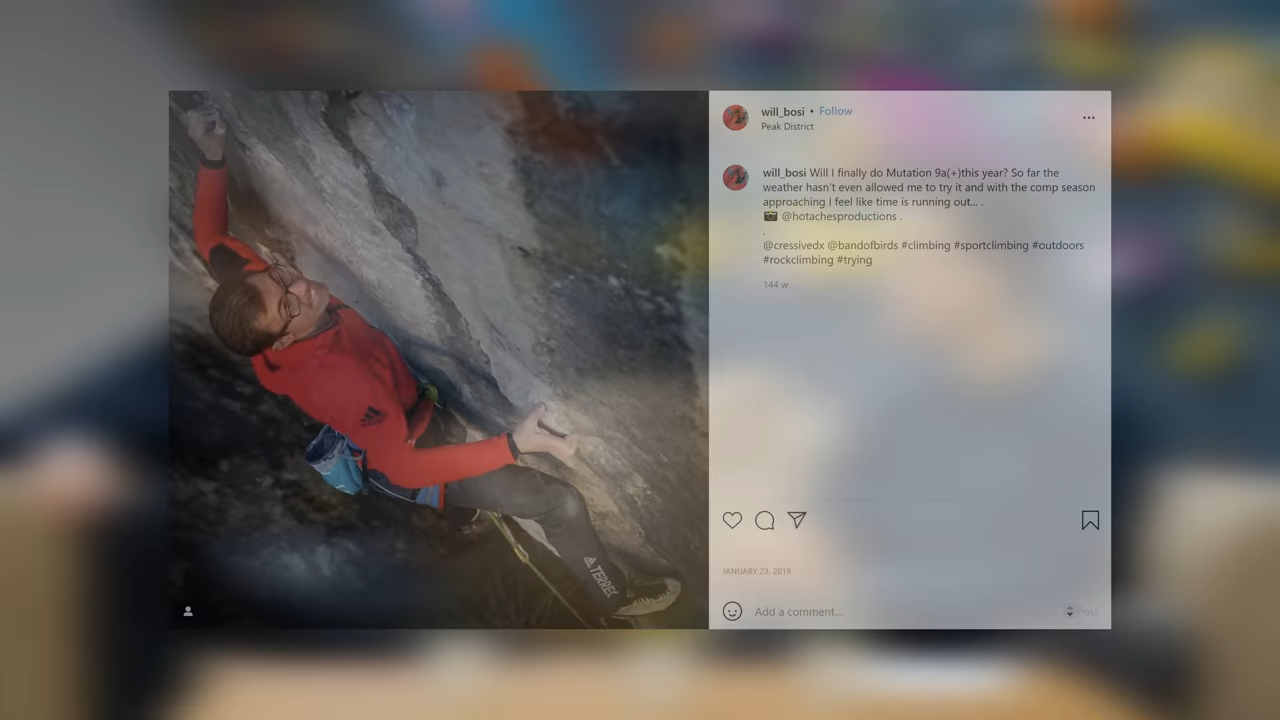 will_bosi • Follow
Peak District
will_bosi Will I finally do Mutation 9a(+)this year? So far the
weather hasn't even allowed me to try it and with the comp season
approaching I feel like time is running out... .
@hotachesproductions .
.
@cressivedx @bandofbirds #climbing #sportclimbing #outdoors
#rockclimbing #trying
144 w
TERREX
JANUARY 23, 2019
Add a comment...
Post